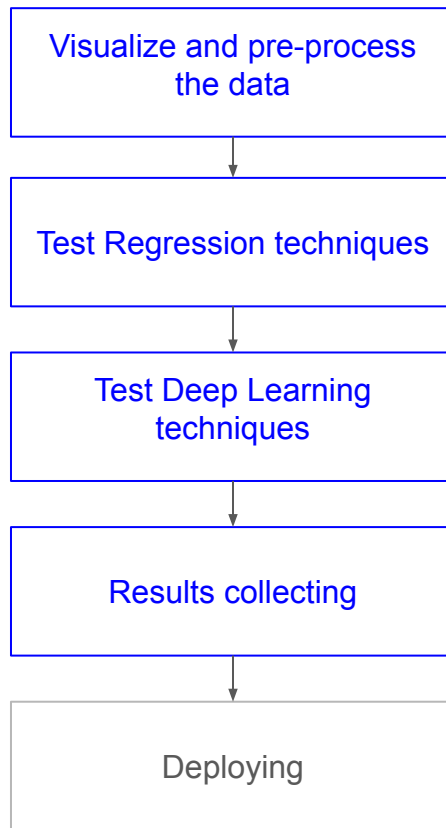 Visualize and pre-process
the data
Test Regression techniques
Test Deep Learning
techniques
Results collecting
Deploying